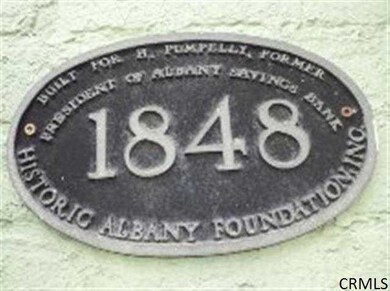 BUILT FOR H. PUMPELLY, FORMER
PRESIDENT OF ALBANY SAVINGS BANK
1848
HISTORIC ALBANY FOUNDATION, INC.
CRMLS